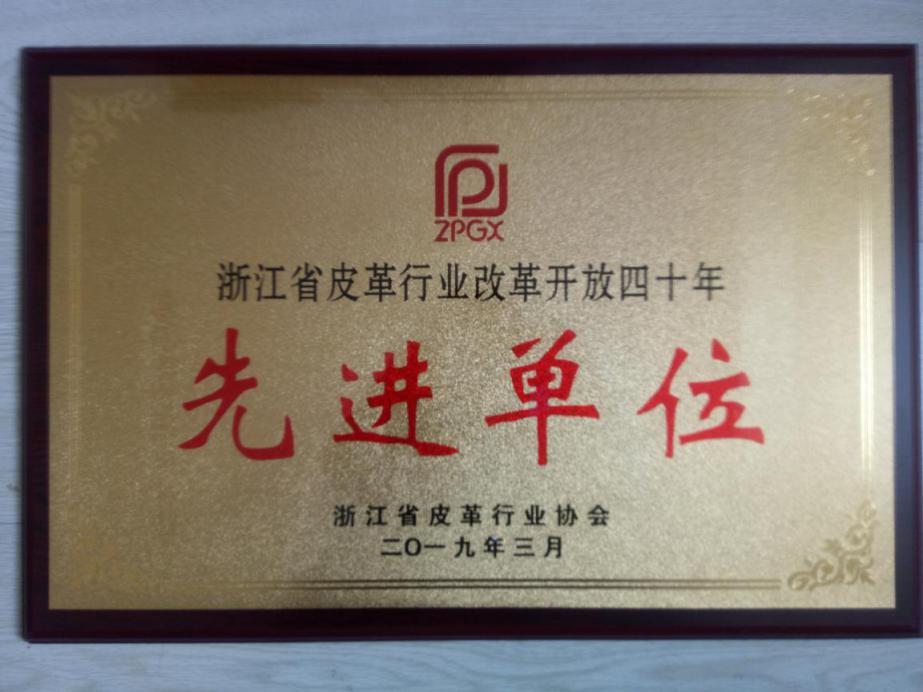 ZPGX
浙江省皮革行业改革开放四十年
先进单位
浙江省皮革行业协会
二〇一九年三月